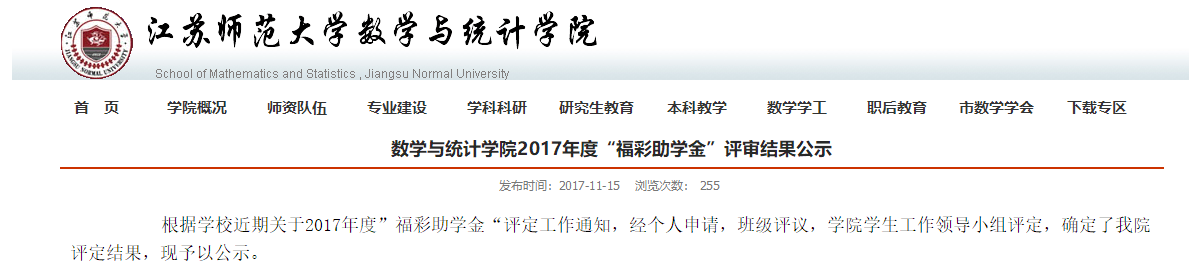 江苏师范大学数学与统计学院
School of Mathematics and Statistics , Jiangsu Normal University
首 页 学院概况 师资队伍 专业建设 学科科研 研究生教育 本科教学 数学学工 职后教育 市数学学会 下载专区
数学与统计学院2017年度“福彩助学金”评审结果公示
发布时间：2017-11-15 浏览次数： 255
根据学校近期关于2017年度”福彩助学金“评定工作通知，经个人申请，班级评议，学院学生工作领导小组评定，确定了我院
评定结果，现予以公示。